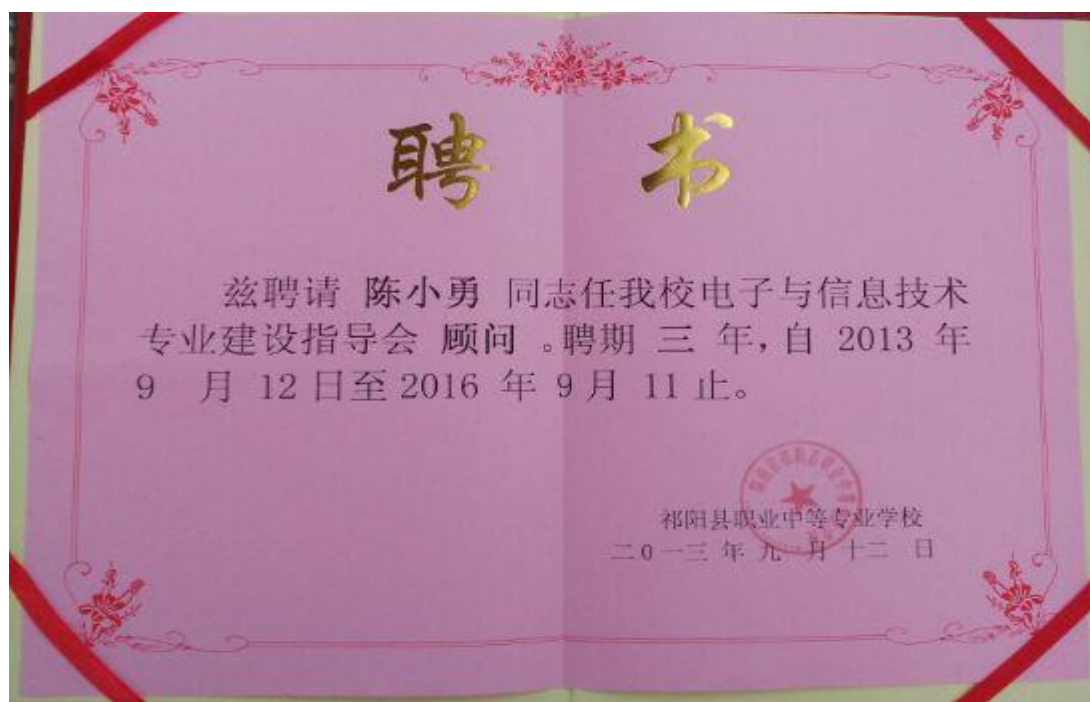 聘 书
兹聘请 陈小勇 同志任我校电子与信息技术
专业建设指导会 顾问 。聘期 三 年,自 2013 年
9 月 12 日至 2016 年 9 月 11 止。
祁阳县职业中等专业学校
二0一三 年 九 月 十二 日